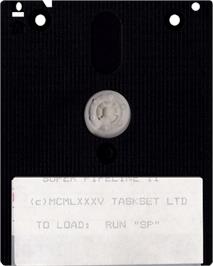 SUPER PIPELINE II
(c)MCMLXXXV TASKSET LTD
TO LOAD: RUN "SP"